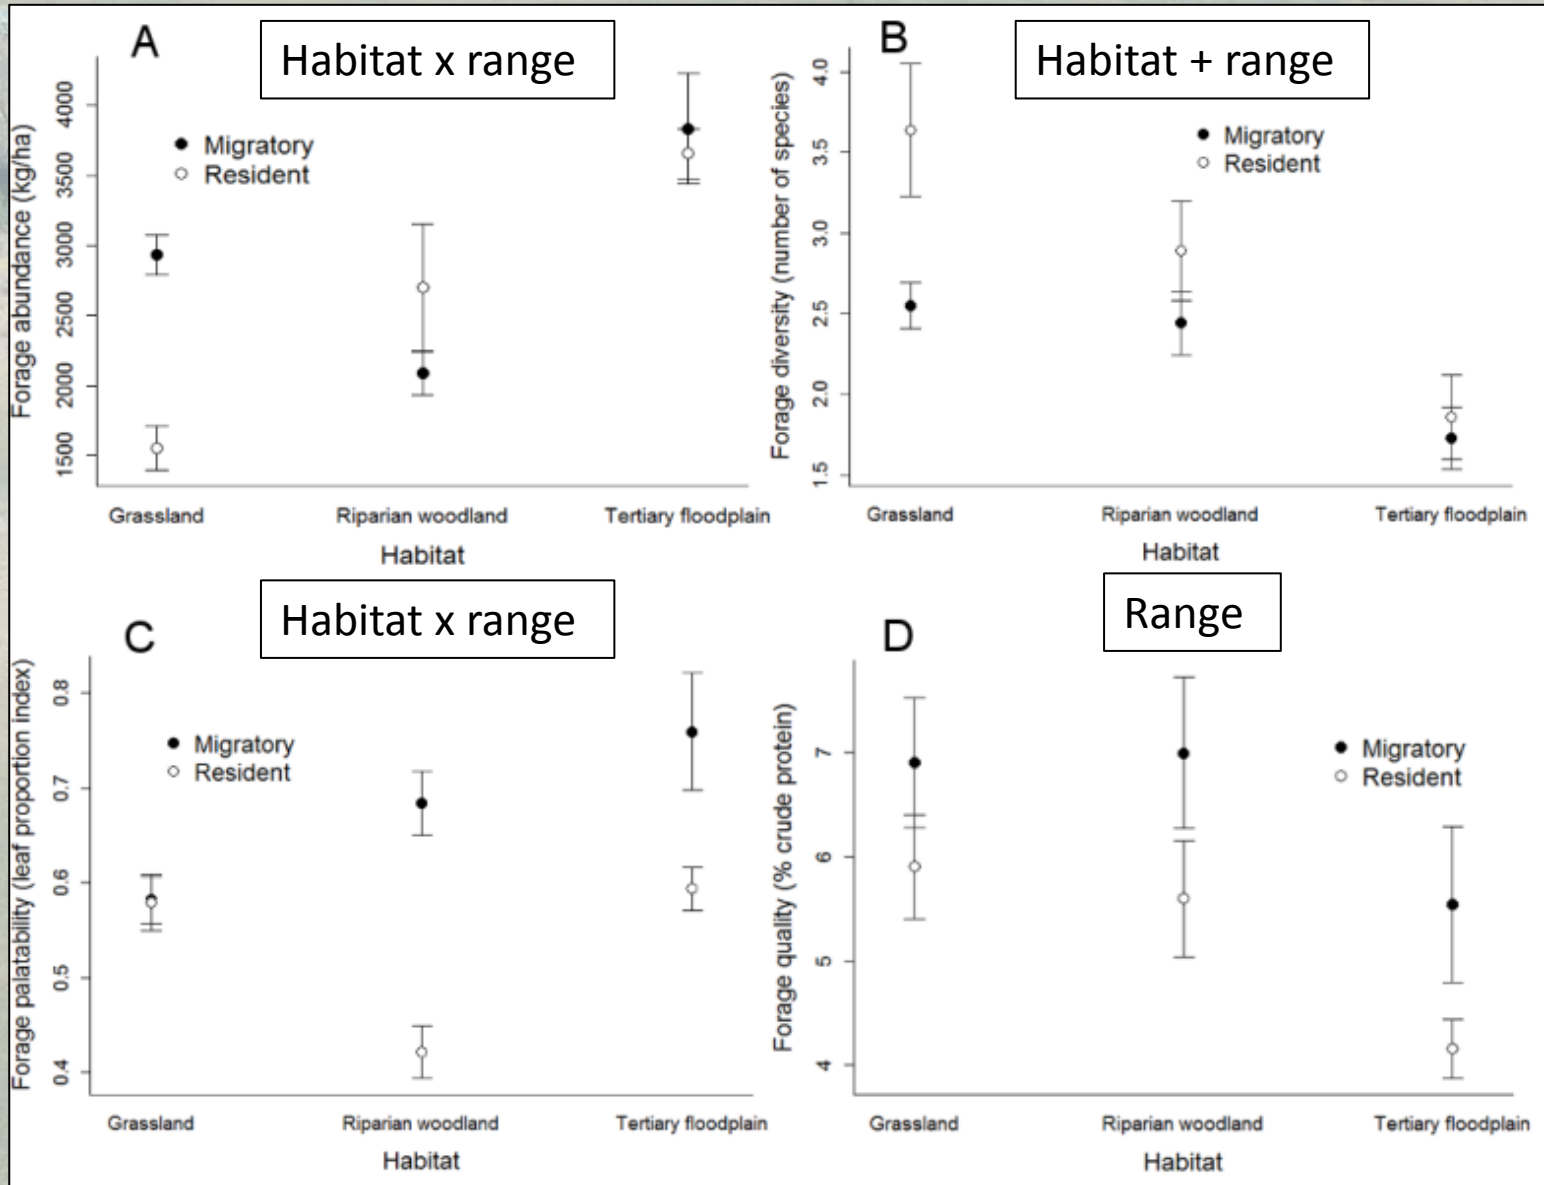 A
Habitat x range
Forage abundance (kg/ha)
4000
3500
3000
2500
2000
1500
Migratory
Resident
Grassland Riparian woodland Tertiary floodplain
Habitat
B
Habitat + range
Forage diversity (number of species)
4.0
3.5
3.0
2.5
2.0
1.5
Migratory
Resident
Grassland Riparian woodland Tertiary floodplain
Habitat
C
Habitat x range
Forage palatability (leaf proportion index)
0.8
0.7
0.6
0.5
0.4
Migratory
Resident
Grassland Riparian woodland Tertiary floodplain
Habitat
D
Range
Forage quality (% crude protein)
7
6
5
4
Migratory
Resident
Grassland Riparian woodland Tertiary floodplain
Habitat